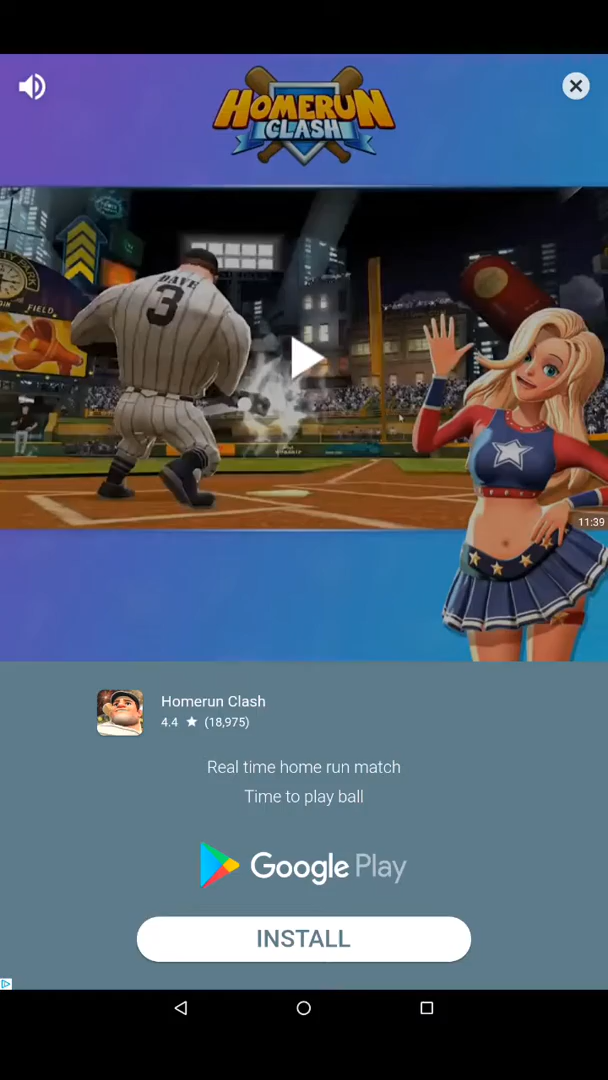 HOMERUN
CLASH
DAVE
3
FIELD
11:39
Homerun Clash
4.4 ★ (18,975)
Real time home run match
Time to play ball
Google Play
INSTALL